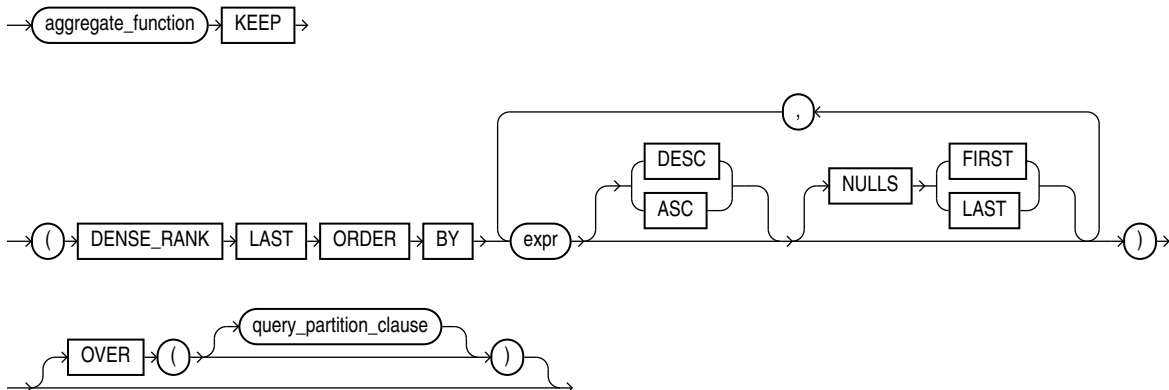 aggregate_function KEEP
,
DESC FIRST
NULLS
ASC LAST
( DENSE_RANK LAST ORDER BY expr )
query_partition_clause
OVER ( )